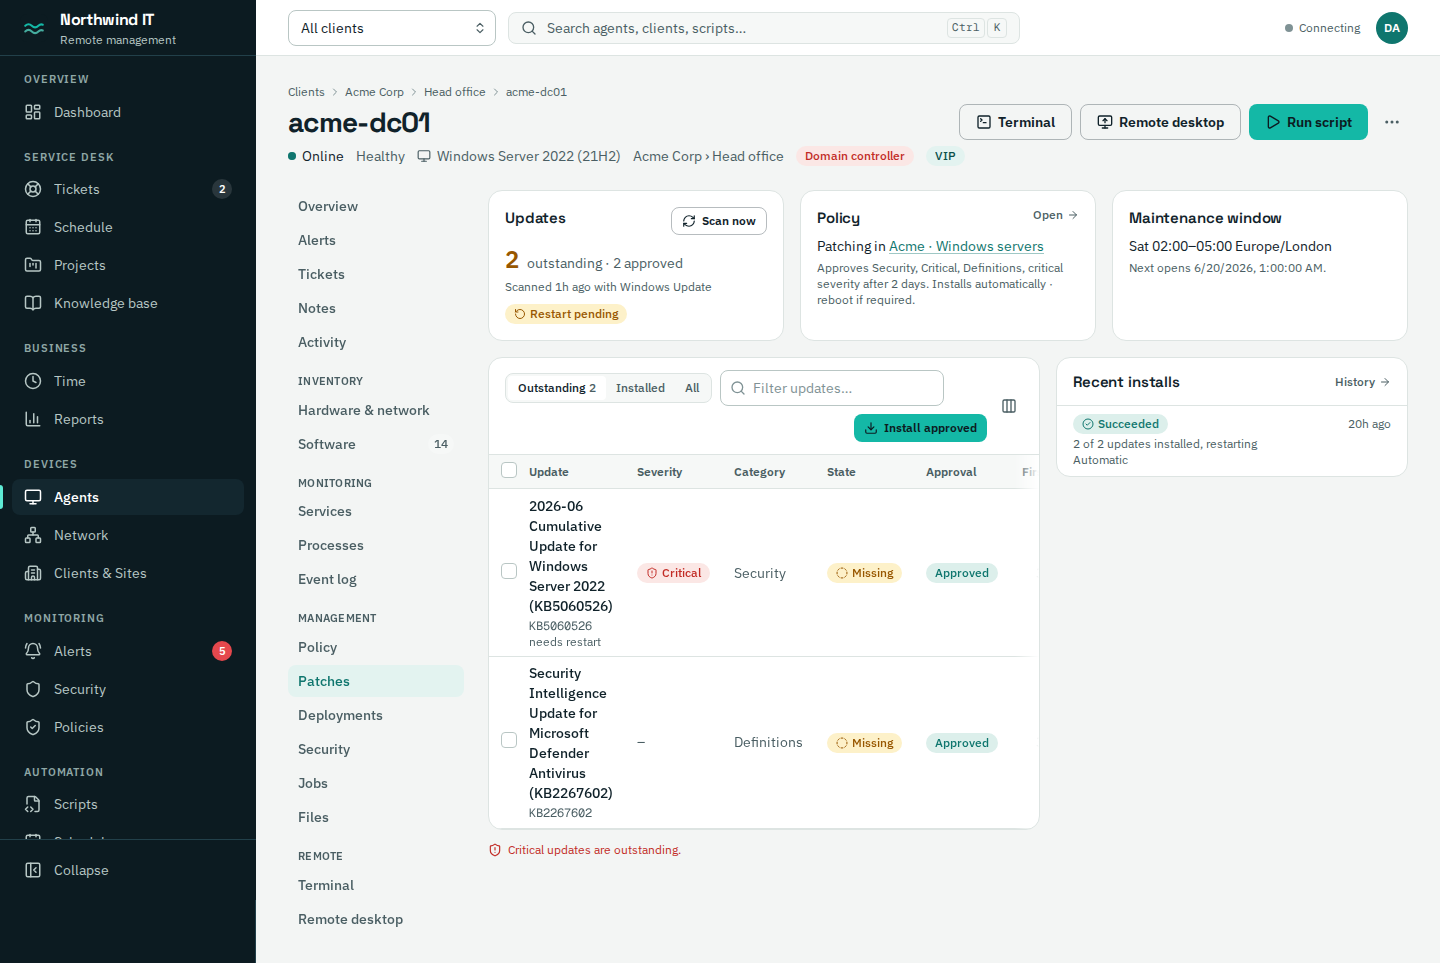 Northwind IT
Remote management
All clients
Search agents, clients, scripts...
Ctrl K
Connecting
DA
OVERVIEW
Dashboard
SERVICE DESK
Tickets 2
Schedule
Projects
Knowledge base
BUSINESS
Time
Reports
DEVICES
Agents
Network
Clients & Sites
MONITORING
Alerts 5
Security
Policies
AUTOMATION
Scripts
Collapse
Clients > Acme Corp > Head office > acme-dc01
acme-dc01
Terminal
Remote desktop
Run script
Online Healthy Windows Server 2022 (21H2) Acme Corp › Head office Domain controller VIP
Overview
Alerts
Tickets
Notes
Activity
INVENTORY
Hardware & network
Software 14
MONITORING
Services
Processes
Event log
MANAGEMENT
Policy
Patches
Deployments
Security
Jobs
Files
REMOTE
Terminal
Remote desktop
Updates
Scan now
2 outstanding · 2 approved
Scanned 1h ago with Windows Update
Restart pending
Policy
Open →
Patching in Acme · Windows servers
Approves Security, Critical, Definitions, critical
severity after 2 days. Installs automatically ·
reboot if required.
Maintenance window
Sat 02:00–05:00 Europe/London
Next opens 6/20/2026, 1:00:00 AM.
Outstanding 2 Installed All
Filter updates...
Install approved
Update Severity Category State Approval
2026-06
Cumulative
Update for
Windows
Server 2022
(KB5060526)
KB5060526
needs restart
Critical
Security
Missing
Approved
Security
Intelligence
Update for
Microsoft
Defender
Antivirus
(KB2267602)
KB2267602
–
Definitions
Missing
Approved
Critical updates are outstanding.
Recent installs
History →
Succeeded 20h ago
2 of 2 updates installed, restarting
Automatic